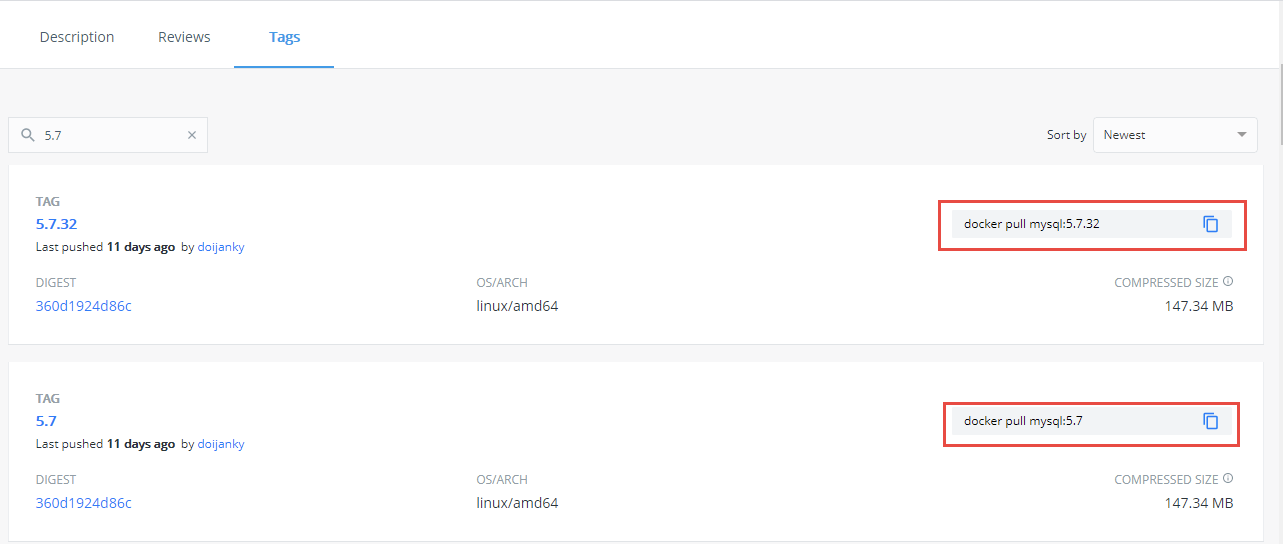 Description Reviews Tags
5.7 Sort by Newest
TAG
5.7.32 docker pull mysql:5.7.32
Last pushed 11 days ago by doijanky
DIGEST OS/ARCH COMPRESSED SIZE
360d1924d86c linux/amd64 147.34 MB
TAG
5.7 docker pull mysql:5.7
Last pushed 11 days ago by doijanky
DIGEST OS/ARCH COMPRESSED SIZE
360d1924d86c linux/amd64 147.34 MB